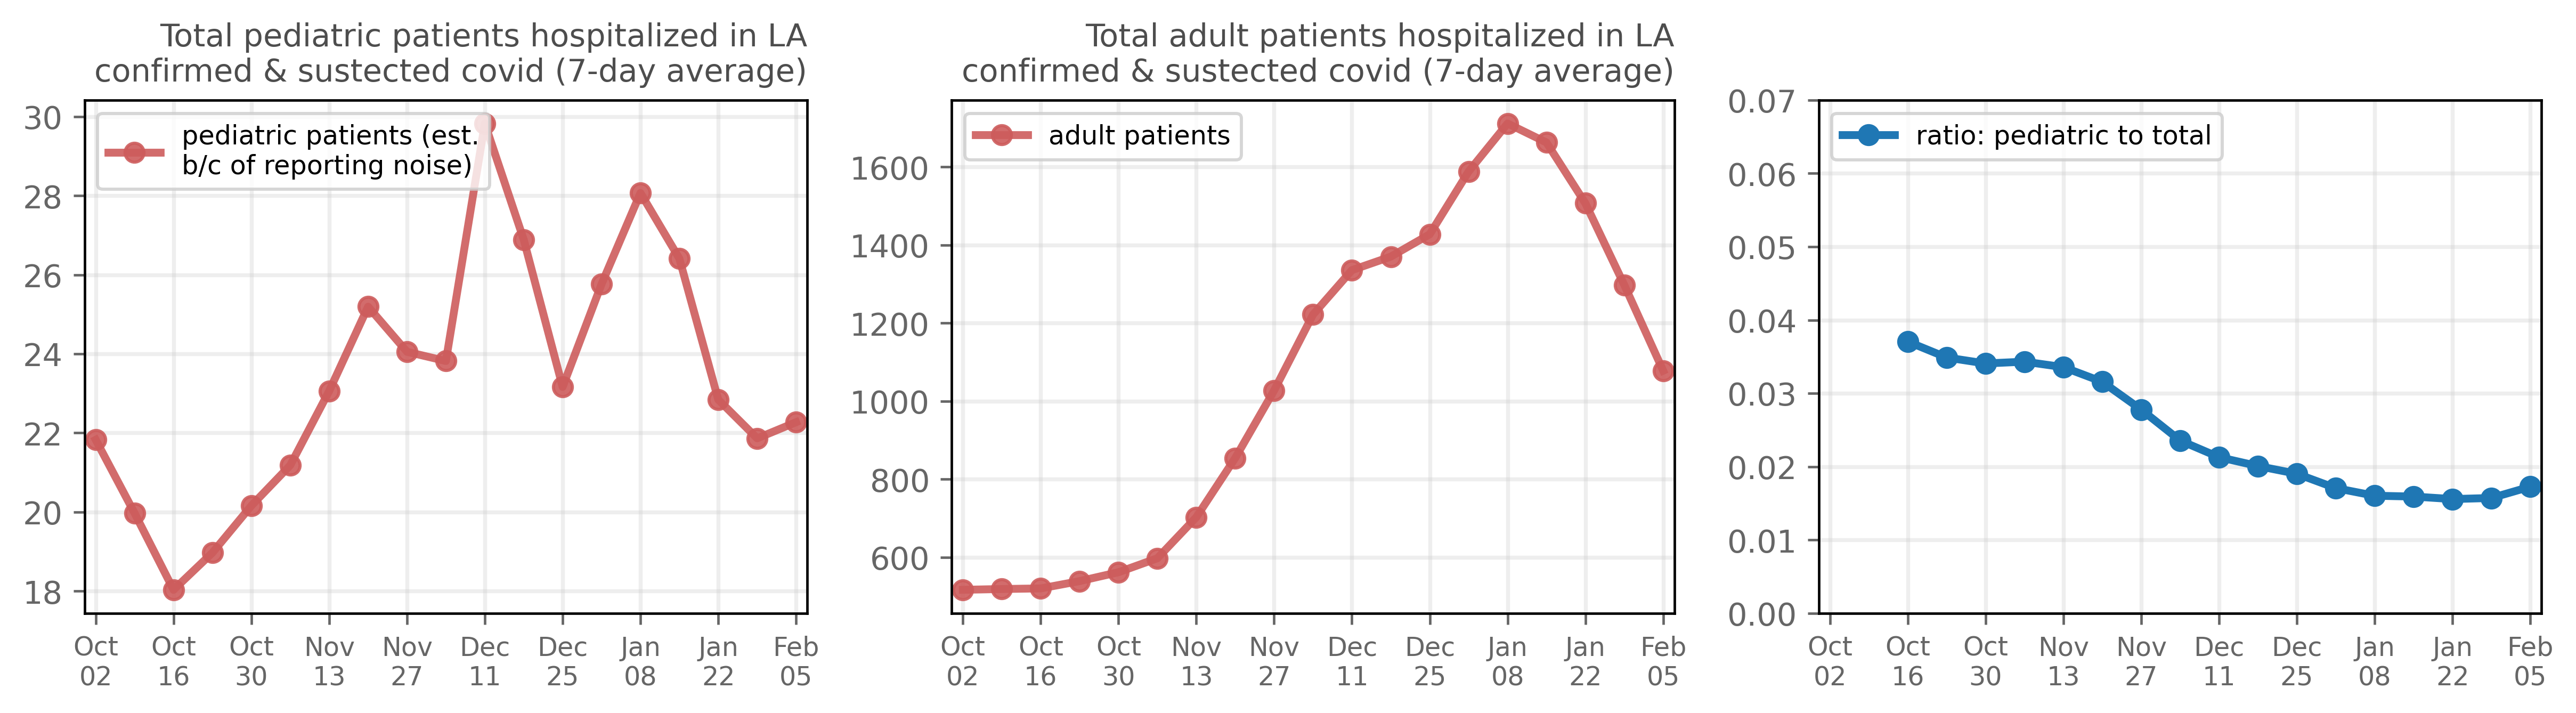 Total pediatric patients hospitalized in LA
confirmed & sustected covid (7-day average)
pediatric patients (est.
b/c of reporting noise)
30
28
26
24
22
20
18
Oct Oct Oct Nov Nov Dec Dec Jan Jan Feb
02 16 30 13 27 11 25 08 22 05
Total adult patients hospitalized in LA
confirmed & sustected covid (7-day average)
adult patients
1600
1400
1200
1000
800
600
Oct Oct Oct Nov Nov Dec Dec Jan Jan Feb
02 16 30 13 27 11 25 08 22 05
ratio: pediatric to total
0.07
0.06
0.05
0.04
0.03
0.02
0.01
0.00
Oct Oct Oct Nov Nov Dec Dec Jan Jan Feb
02 16 30 13 27 11 25 08 22 05